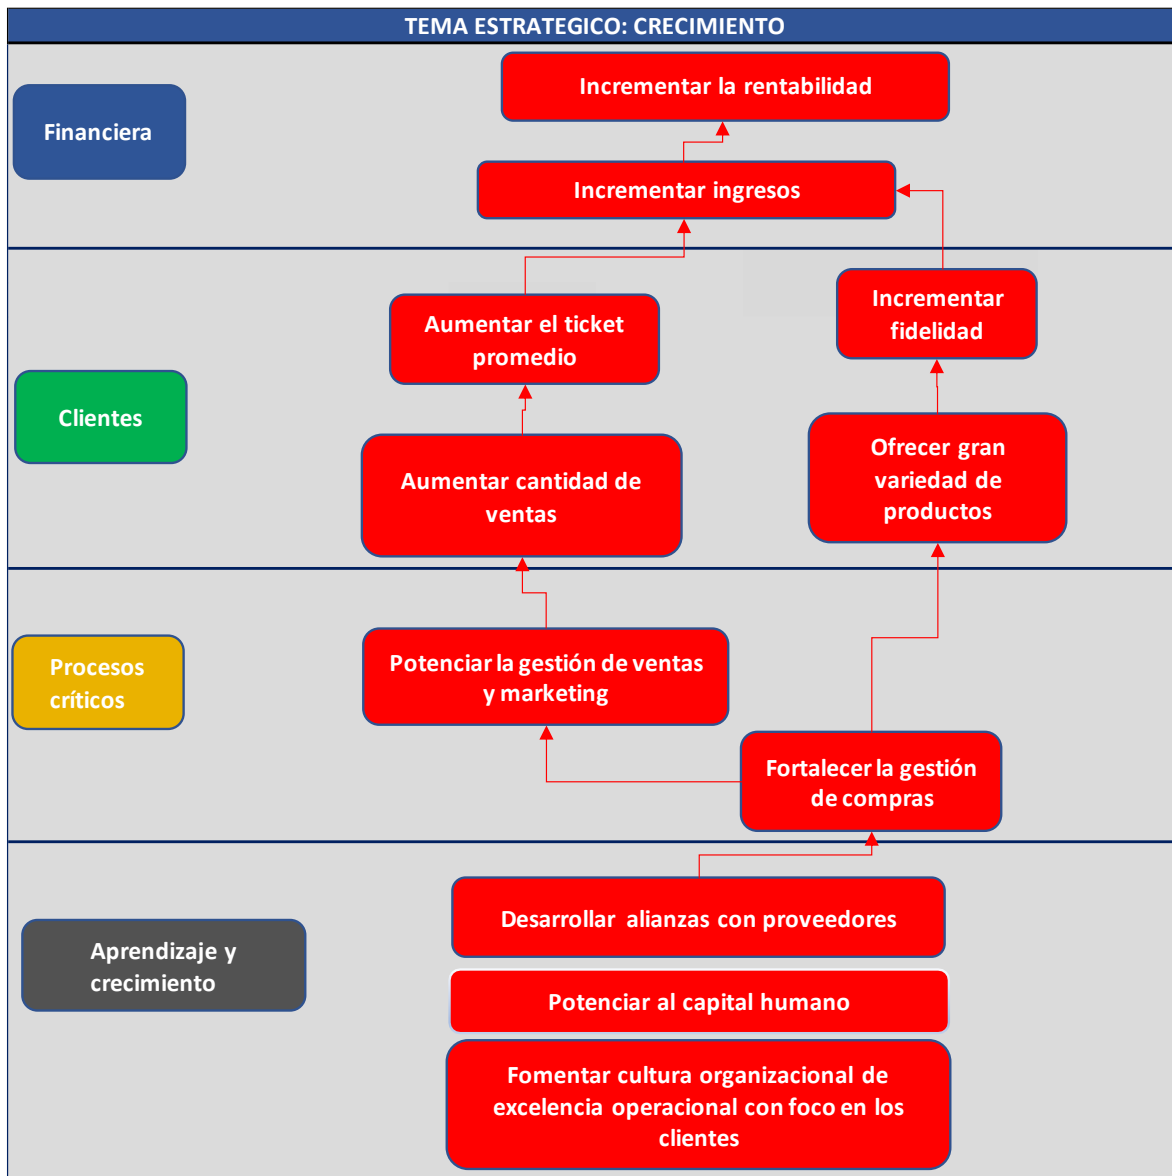 TEMA ESTRATEGICO: CRECIMIENTO
Financiera
Incrementar la rentabilidad
Incrementar ingresos
Clientes
Aumentar el ticket
promedio
Incrementar
fidelidad
Aumentar cantidad de
ventas
Ofrecer gran
variedad de
productos
Procesos
críticos
Potenciar la gestión de ventas
y marketing
Fortalecer la gestión
de compras
Aprendizaje y
crecimiento
Desarrollar alianzas con proveedores
Potenciar al capital humano
Fomentar cultura organizacional de
excelencia operacional con foco en los
clientes